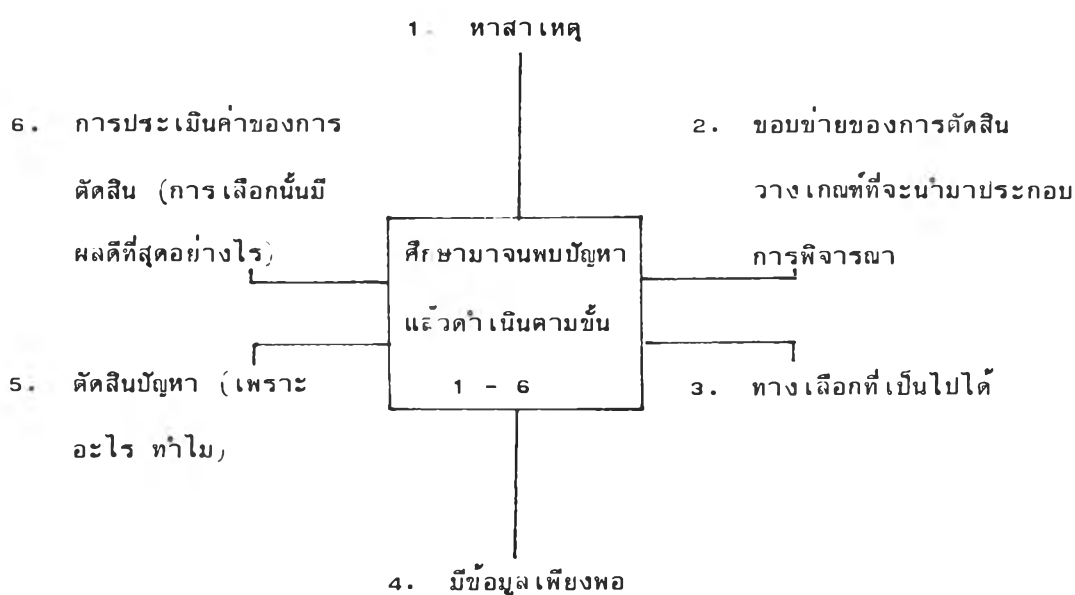 1. หาสาเหตุ
6. การประเมินค่าของการ
ตัดสิน (การเลือกนั้นมี
ผลดีที่สุดอย่างไร)
2. ขอบข่ายของการตัดสิน
วางเกณฑ์ที่จะนำมาประกอบ
การพิจารณา
ศึกษามาจนพบปัญหา
แล้วดำเนินตามขั้น
1 - 6
5. ตัดสินปัญหา (เพราะ
อะไร ทำไม)
3. ทางเลือกที่เป็นไปได้
4. มีข้อมูลเพียงพอ